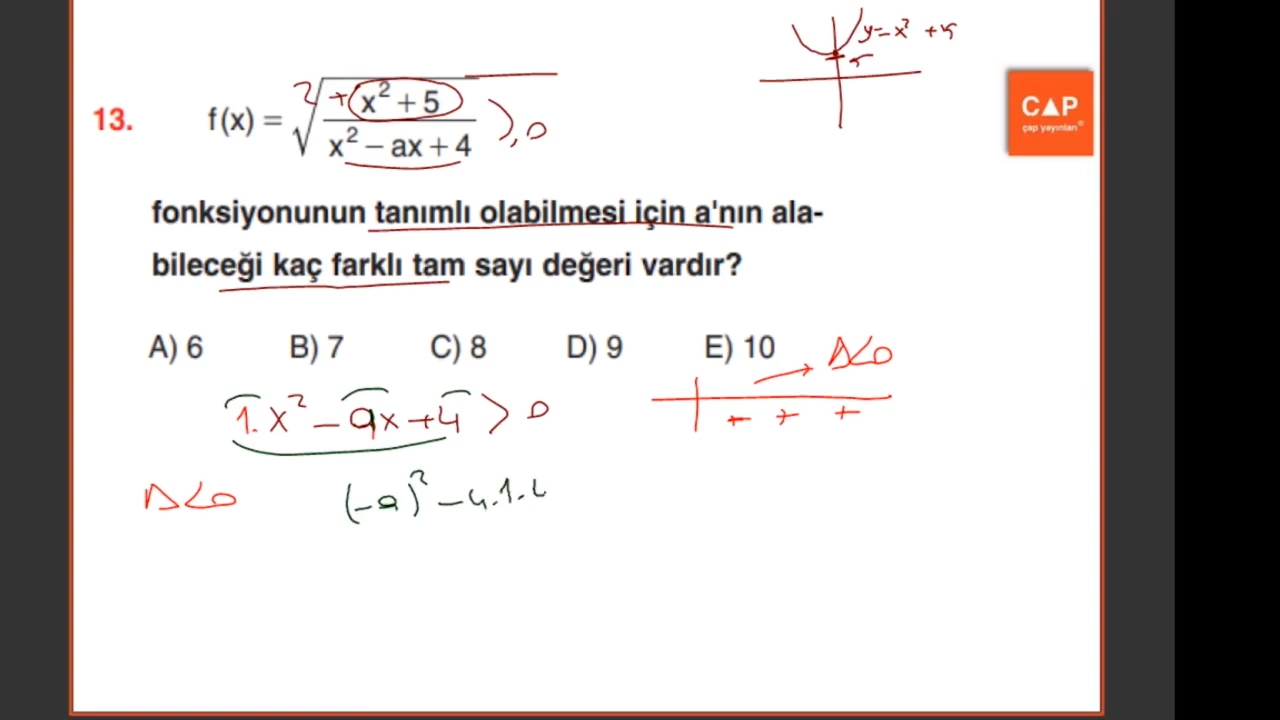 y=x² + 5
5
ÇAP
çap yayınları®
13. f(x) = √((x² + 5)/(x² − ax + 4)) ≥ 0
2 +
fonksiyonunun tanımlı olabilmesi için a'nın ala-
bileceği kaç farklı tam sayı değeri vardır?
A) 6 B) 7 C) 8 D) 9 E) 10
Δ<0
1.x² − ax + 4 > 0
+ + +
Δ<0 (−a)² − 4.1.4